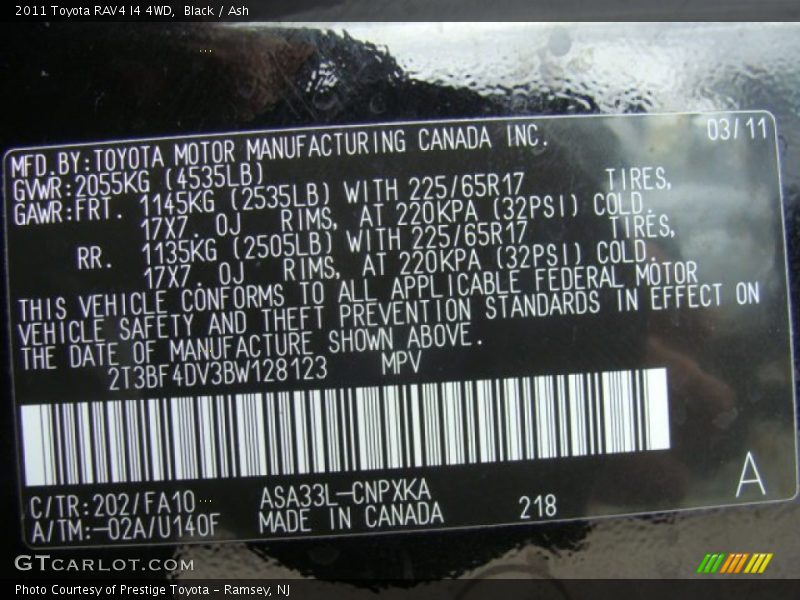 2011 Toyota RAV4 I4 4WD, Black / Ash
03/11
MFD.BY:TOYOTA MOTOR MANUFACTURING CANADA INC.
GVWR:2055KG (4535LB)
GAWR:FRT. 1145KG (2535LB) WITH 225/65R17 TIRES,
17X7.0J RIMS, AT 220KPA (32PSI) COLD.
RR. 1135KG (2505LB) WITH 225/65R17 TIRES,
17X7.0J RIMS, AT 220KPA (32PSI) COLD.
THIS VEHICLE CONFORMS TO ALL APPLICABLE FEDERAL MOTOR
VEHICLE SAFETY AND THEFT PREVENTION STANDARDS IN EFFECT ON
THE DATE OF MANUFACTURE SHOWN ABOVE.
2T3BF4DV3BW128123 MPV
C/TR:202/FA10 ASA33L-CNPXKA
A/TM:-02A/U140F MADE IN CANADA 218
A
GTCARLOT.COM
Photo Courtesy of Prestige Toyota - Ramsey, NJ